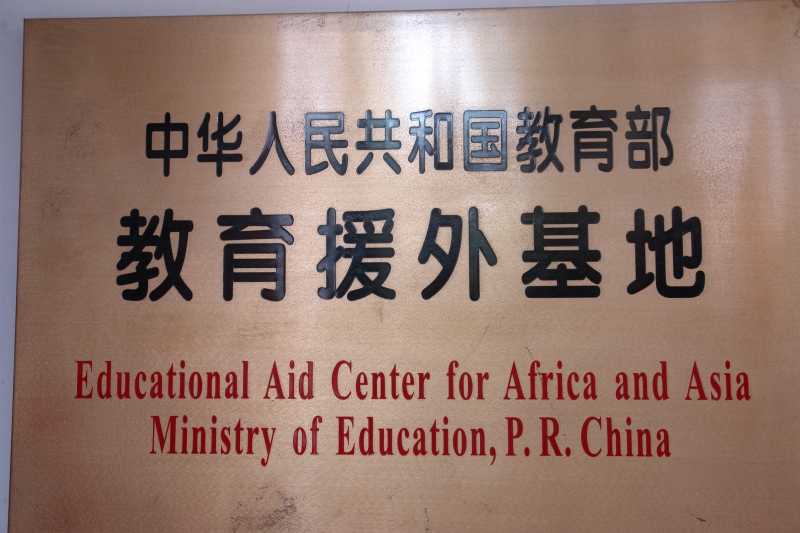 中华人民共和国教育部
教育援外基地
Educational Aid Center for Africa and Asia
Ministry of Education, P. R. China